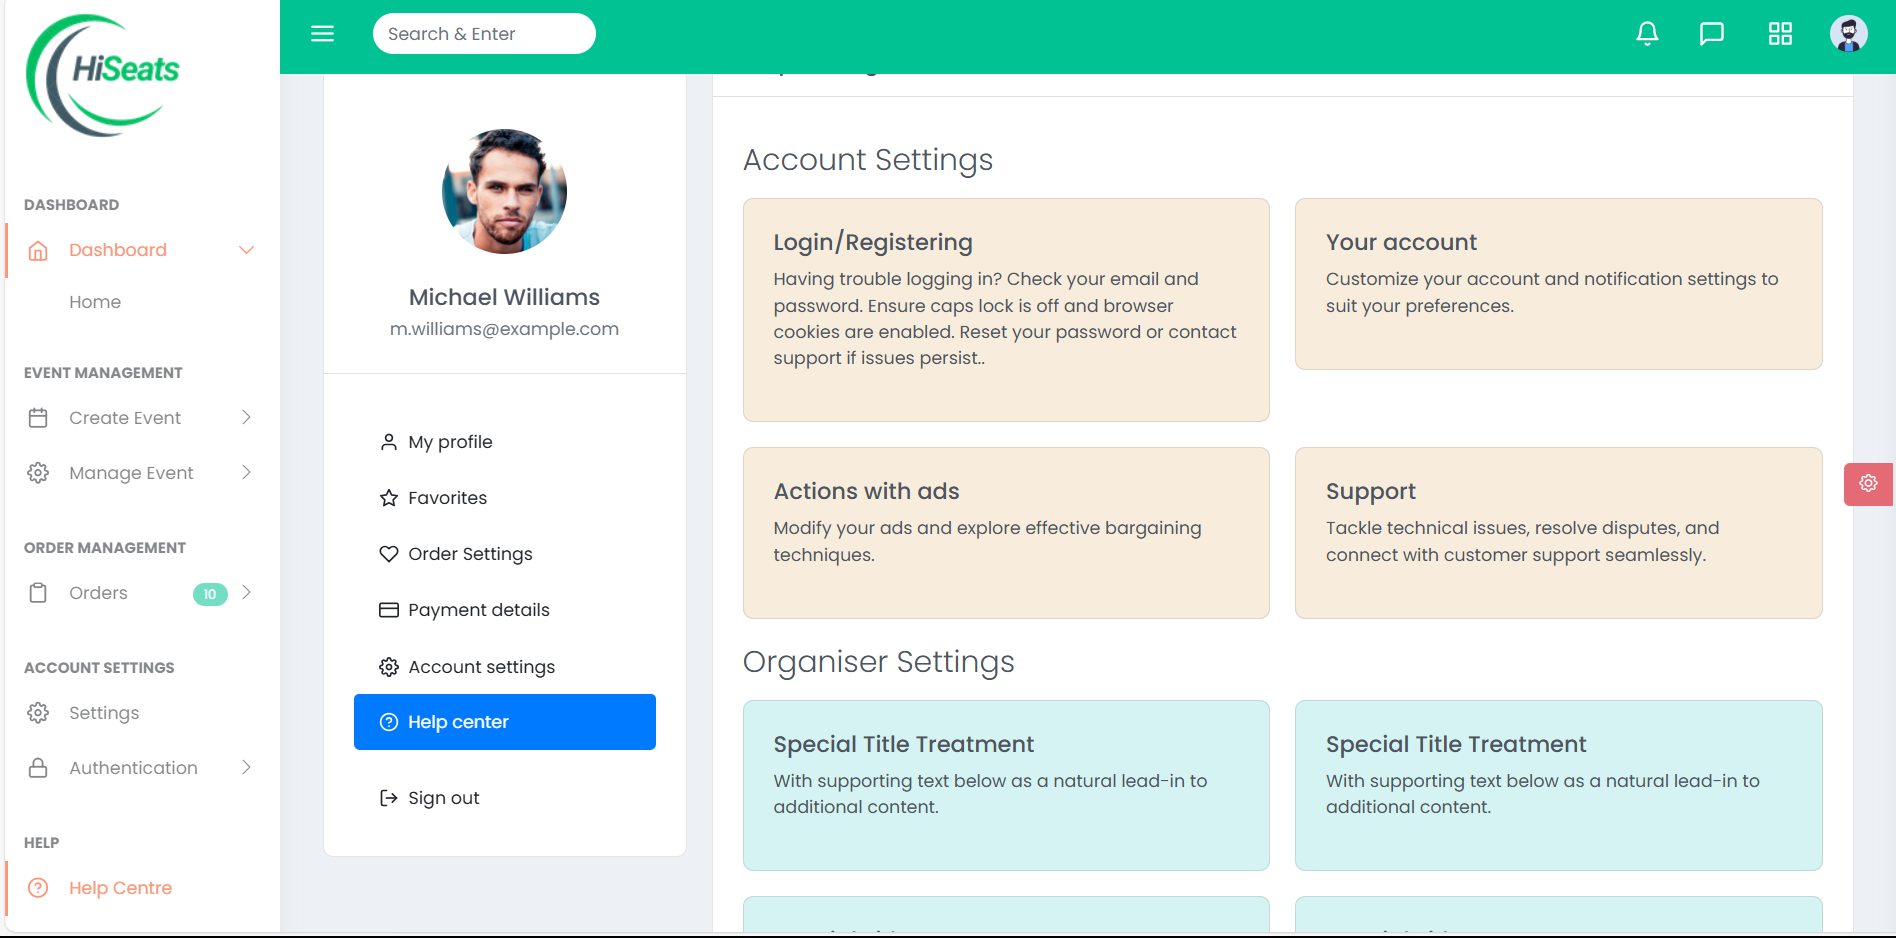 HiSeats
Search & Enter
DASHBOARD
Dashboard
Home
EVENT MANAGEMENT
Create Event
Manage Event
ORDER MANAGEMENT
Orders 10
ACCOUNT SETTINGS
Settings
Authentication
HELP
Help Centre
Michael Williams
m.williams@example.com
My profile
Favorites
Order Settings
Payment details
Account settings
Help center
Sign out
Account Settings
Login/Registering
Having trouble logging in? Check your email and
password. Ensure caps lock is off and browser
cookies are enabled. Reset your password or contact
support if issues persist..
Your account
Customize your account and notification settings to
suit your preferences.
Actions with ads
Modify your ads and explore effective bargaining
techniques.
Support
Tackle technical issues, resolve disputes, and
connect with customer support seamlessly.
Organiser Settings
Special Title Treatment
With supporting text below as a natural lead-in to
additional content.
Special Title Treatment
With supporting text below as a natural lead-in to
additional content.